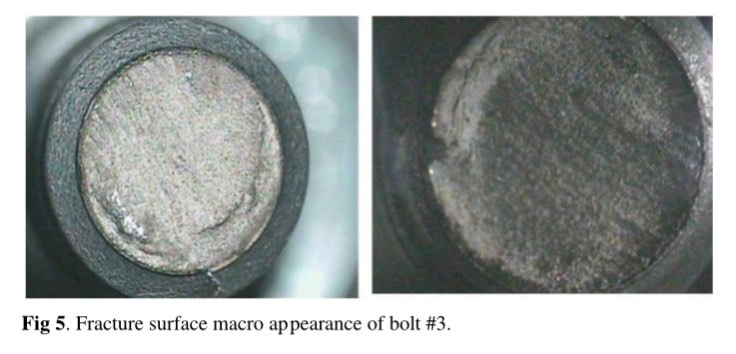 Fig 5. Fracture surface macro appearance of bolt #3.